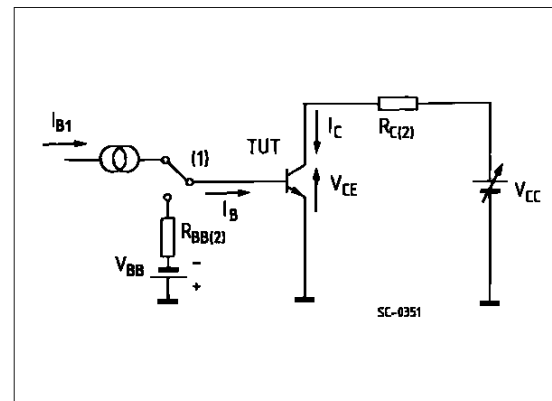 I_B1
(1)
TUT
I_C
R_C(2)
I_B
V_CE
V_CC
R_BB(2)
V_BB
-
+
SC-0351